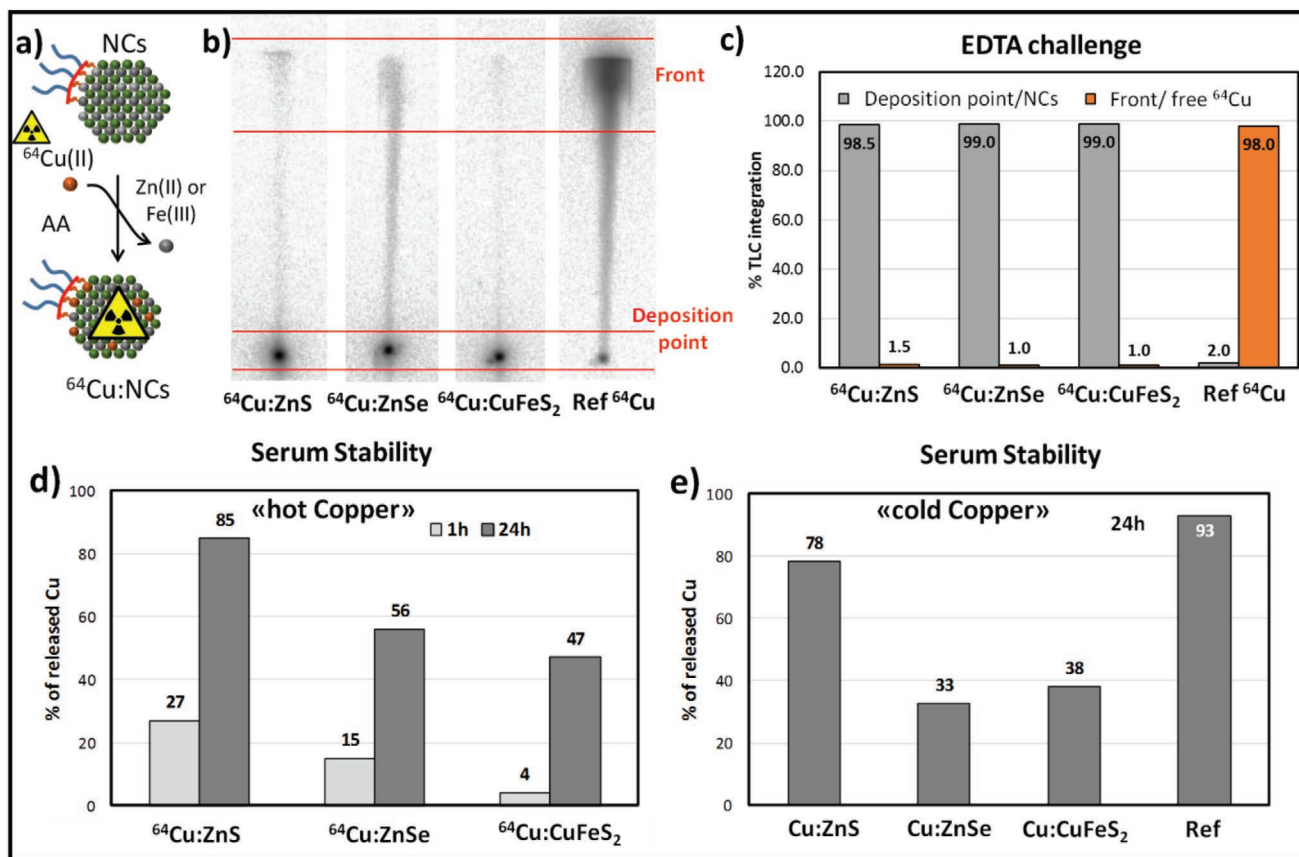 a)
NCs
⁶⁴Cu(II)
Zn(II) or
Fe(III)
AA
⁶⁴Cu:NCs
b)
Front
Deposition
point
⁶⁴Cu:ZnS ⁶⁴Cu:ZnSe ⁶⁴Cu:CuFeS₂ Ref ⁶⁴Cu
c)
EDTA challenge
Deposition point/NCs Front/ free ⁶⁴Cu
% TLC integration
120.0
100.0
80.0
60.0
40.0
20.0
0.0
98.5 99.0 99.0 98.0
1.5 1.0 1.0 2.0
⁶⁴Cu:ZnS ⁶⁴Cu:ZnSe ⁶⁴Cu:CuFeS₂ Ref ⁶⁴Cu
Serum Stability
d)
«hot Copper»
1h 24h
% of released Cu
100
80
60
40
20
0
27 85 15 56 4 47
⁶⁴Cu:ZnS ⁶⁴Cu:ZnSe ⁶⁴Cu:CuFeS₂
Serum Stability
e)
«cold Copper» 24h
% of released Cu
100
80
60
40
20
0
78 33 38 93
Cu:ZnS Cu:ZnSe Cu:CuFeS₂ Ref